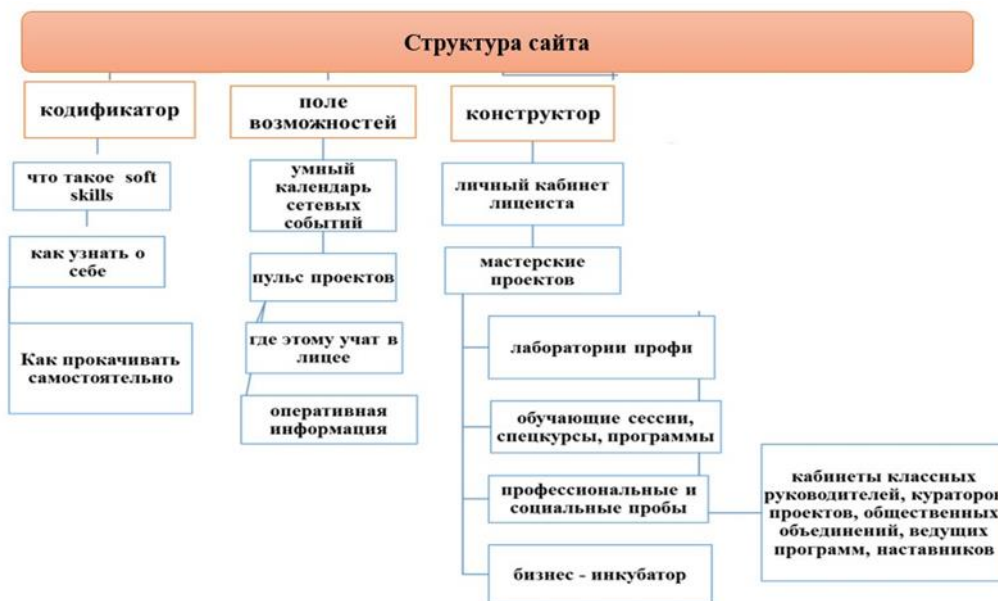 Структура сайта
кодификатор
что такое soft
skills
как узнать о
себе
Как прокачивать
самостоятельно
поле
возможностей
умный
календарь
сетевых
событий
пульс проектов
где этому учат в
лицее
оперативная
информация
конструктор
личный кабинет
лицеиста
мастерские
проектов
лаборатории профи
обучающие сессии,
спецкурсы, программы
профессиональные и
социальные пробы
бизнес - инкубатор
кабинеты классных
руководителей, кураторов
проектов, общественных
объединений, ведущих
программ, наставников